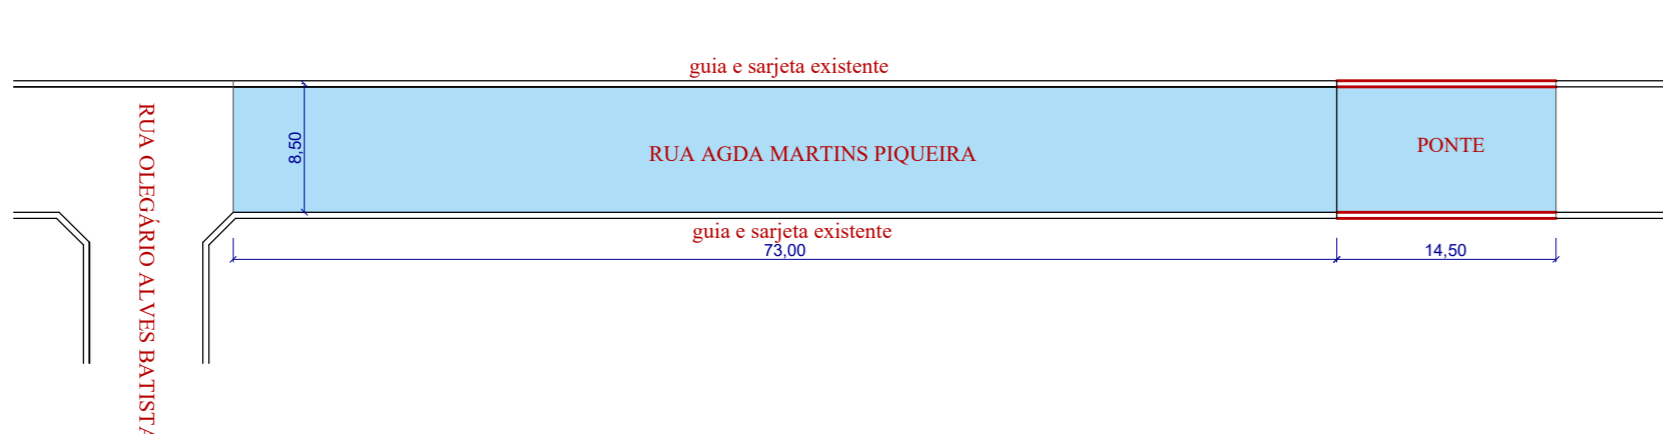 guia e sarjeta existente
RUA OLEGÁRIO ALVES BATISTA
8,50
RUA AGDA MARTINS PIQUEIRA
PONTE
guia e sarjeta existente
73,00
14,50